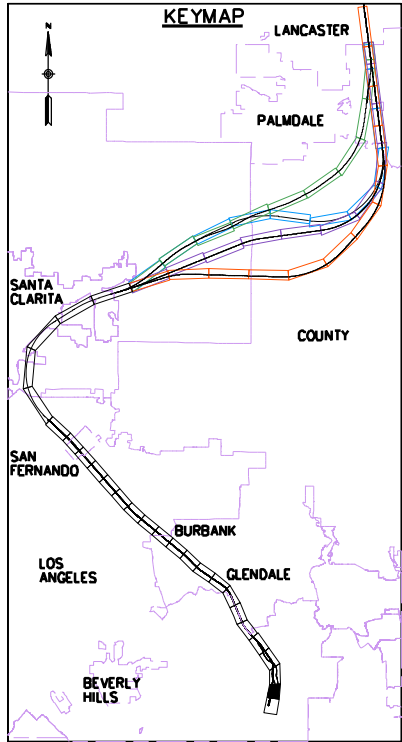 KEYMAP
LANCASTER
N
PALMDALE
SANTA
CLARITA
COUNTY
SAN
FERNANDO
BURBANK
LOS
ANGELES
GLENDALE
BEVERLY
HILLS